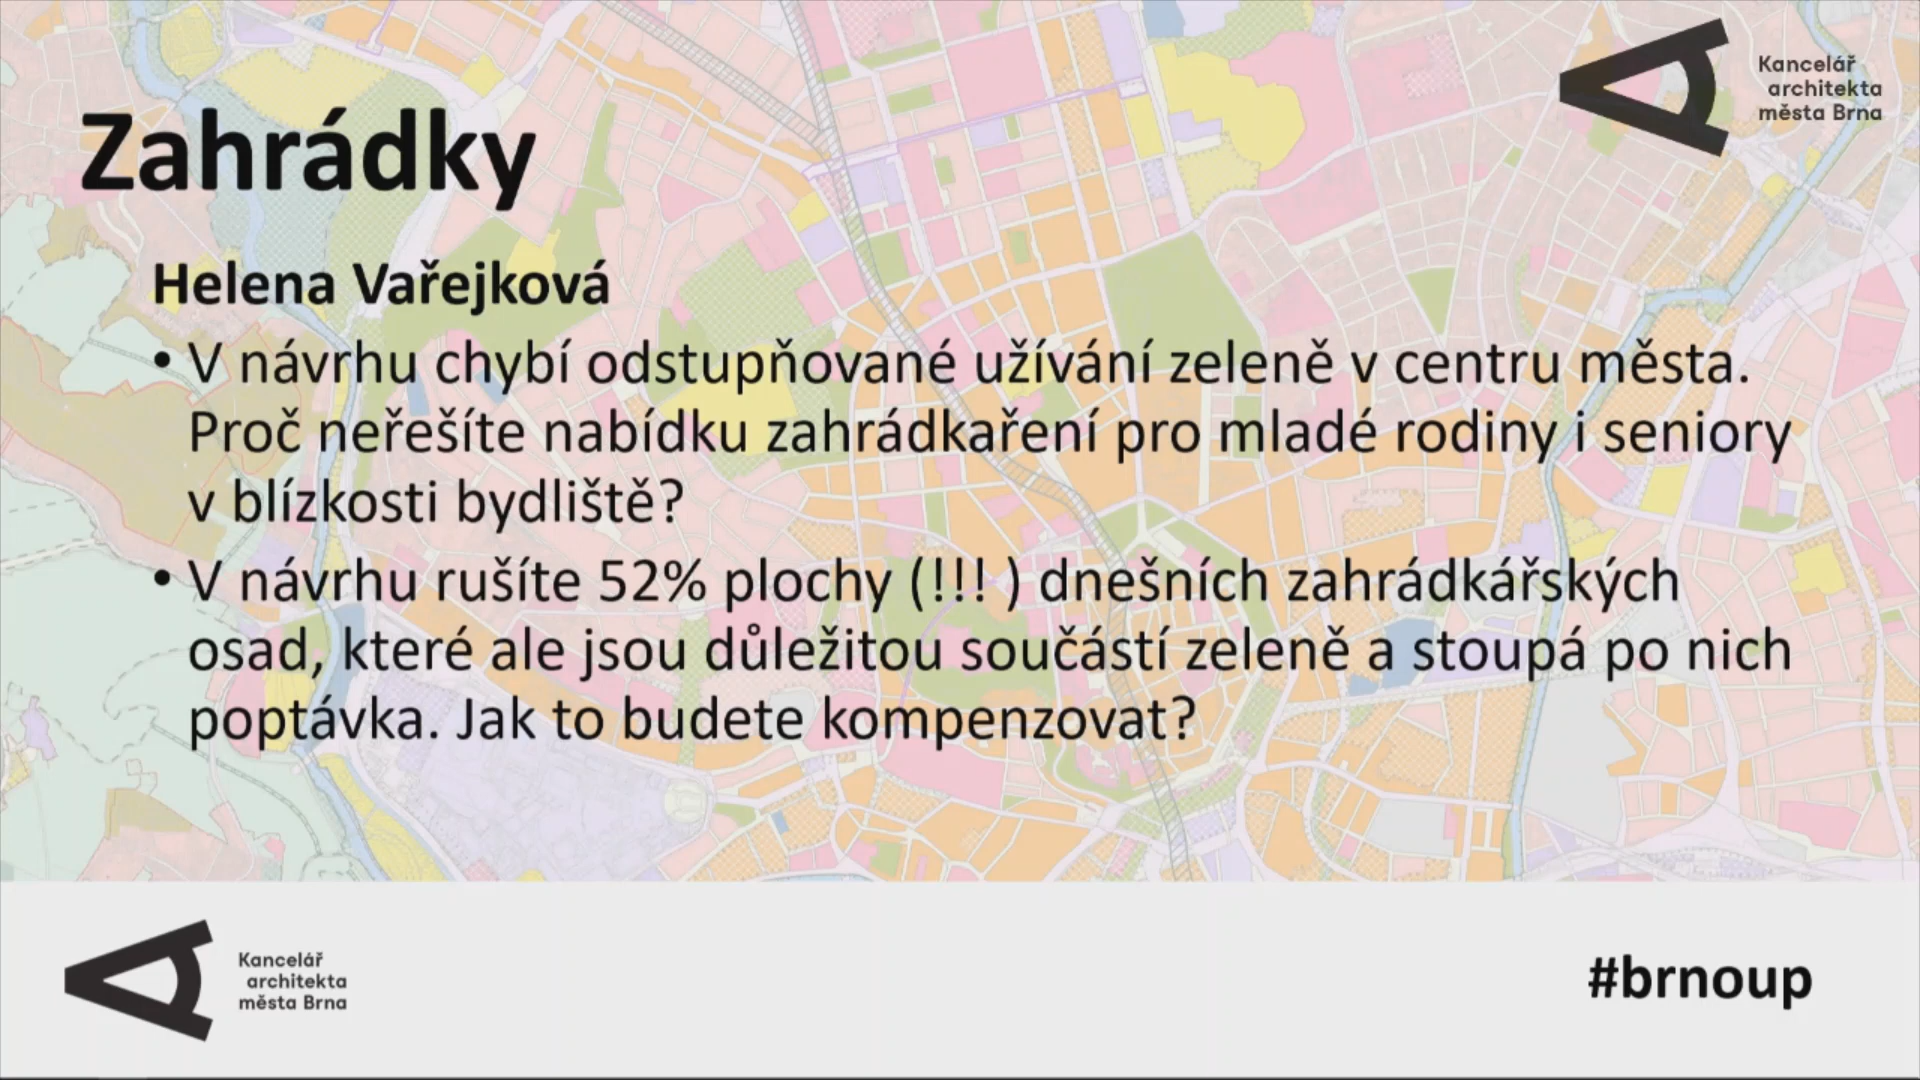 Kancelář
architekta
města Brna
Zahrádky
Helena Vařejková
• V návrhu chybí odstupňované užívání zeleně v centru města.
Proč neřešíte nabídku zahrádkaření pro mladé rodiny i seniory
v blízkosti bydliště?
• V návrhu rušíte 52% plochy (!!! ) dnešních zahrádkářských
osad, které ale jsou důležitou součástí zeleně a stoupá po nich
poptávka. Jak to budete kompenzovat?
Kancelář
architekta
města Brna
#brnoup